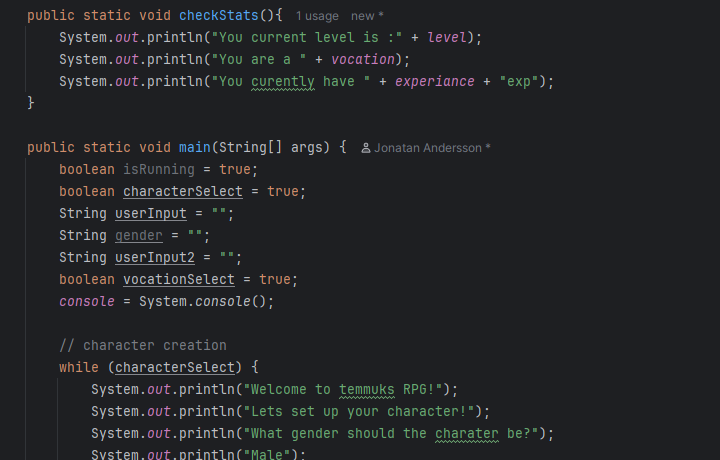 public static void checkStats(){ 1 usage new *
System.out.println("You current level is :" + level);
System.out.println("You are a " + vocation);
System.out.println("You curently have " + experiance + "exp");
}
public static void main(String[] args) { Jonatan Andersson *
boolean isRunning = true;
boolean characterSelect = true;
String userInput = "";
String gender = "";
String userInput2 = "";
boolean vocationSelect = true;
console = System.console();
// character creation
while (characterSelect) {
System.out.println("Welcome to temmuks RPG!");
System.out.println("Lets set up your character!");
System.out.println("What gender should the charater be?");
System.out.println("Male");